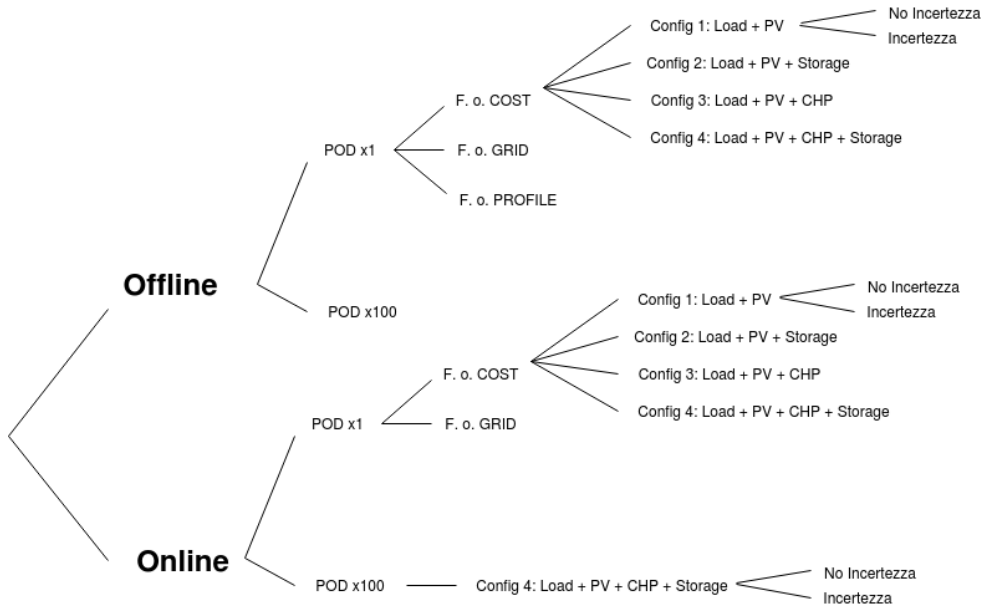 No Incertezza
Config 1: Load + PV
Incertezza
Config 2: Load + PV + Storage
F. o. COST
Config 3: Load + PV + CHP
Config 4: Load + PV + CHP + Storage
POD x1
F. o. GRID
F. o. PROFILE
Offline
POD x100
No Incertezza
Config 1: Load + PV
Incertezza
Config 2: Load + PV + Storage
F. o. COST
Config 3: Load + PV + CHP
Config 4: Load + PV + CHP + Storage
POD x1
F. o. GRID
Online
No Incertezza
POD x100
Config 4: Load + PV + CHP + Storage
Incertezza